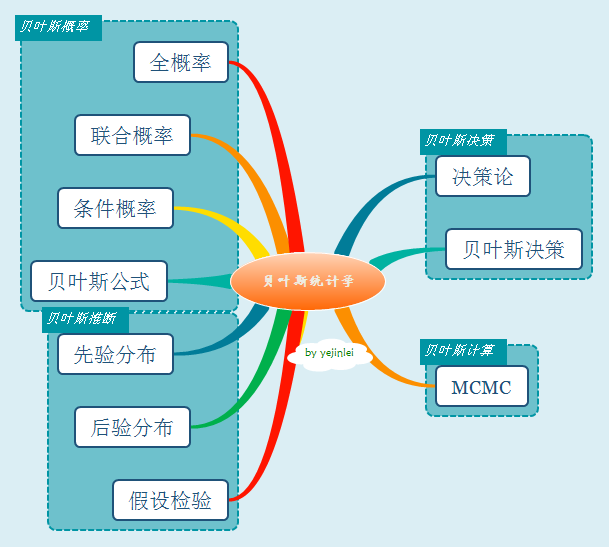 贝叶斯概率
全概率
联合概率
条件概率
贝叶斯公式
贝叶斯推断
先验分布
后验分布
假设检验
贝叶斯统计学
by yejinlei
贝叶斯决策
决策论
贝叶斯决策
贝叶斯计算
MCMC